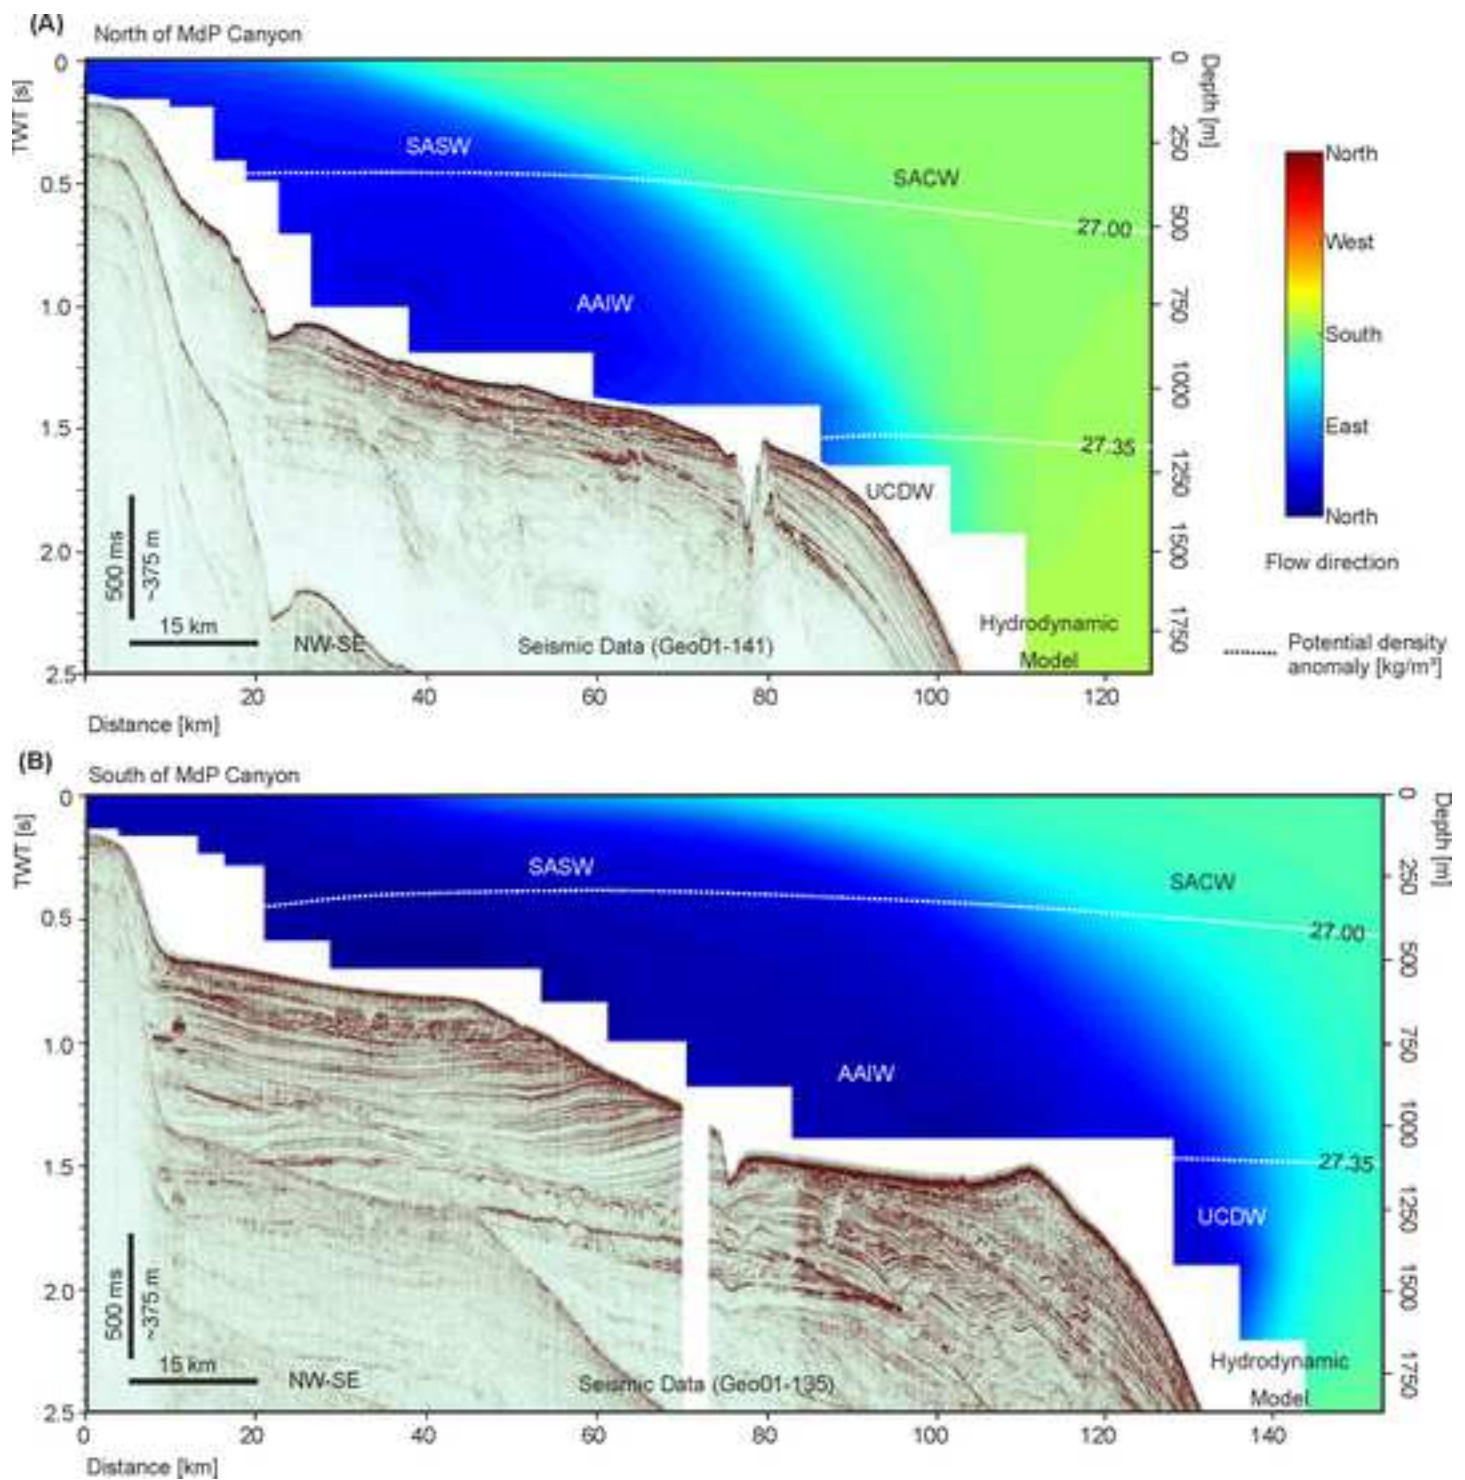 (A)
North of MdP Canyon
0
0.5
1.0
1.5
2.0
2.5
TWT [s]
0
250
500
750
1000
1250
1500
1750
Depth [m]
SASW
SACW
27.00
AAIW
27.35
UCDW
500 ms
~375 m
15 km
NW-SE
Seismic Data (Geo01-141)
Hydrodynamic
Model
20
40
60
80
100
120
Distance [km]
North
West
South
East
North
Flow direction
Potential density
anomaly [kg/m³]
(B)
South of MdP Canyon
0
0.5
1.0
1.5
2.0
2.5
TWT [s]
0
250
500
750
1000
1250
1500
1750
Depth [m]
SASW
SACW
27.00
AAIW
27.35
UCDW
500 ms
~375 m
15 km
NW-SE
Seismic Data (Geo01-135)
Hydrodynamic
Model
0
20
40
60
80
100
120
140
Distance [km]